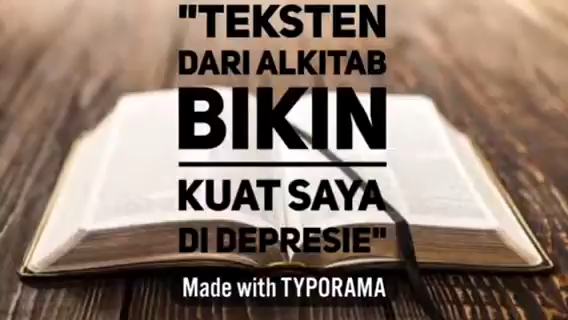 "TEKSTEN
DARI ALKITAB
BIKIN
KUAT SAYA
DI DEPRESIE"
Made with TYPORAMA